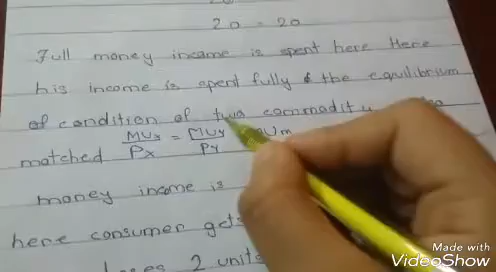 20 = 20
Full money income is spent here Here
his income is spent fully & the equilibrium
of condition of two commodity
matched MUx/Px = MUy/Py UM
money income is
here consumer gets
2 units
Made with
VideoShow